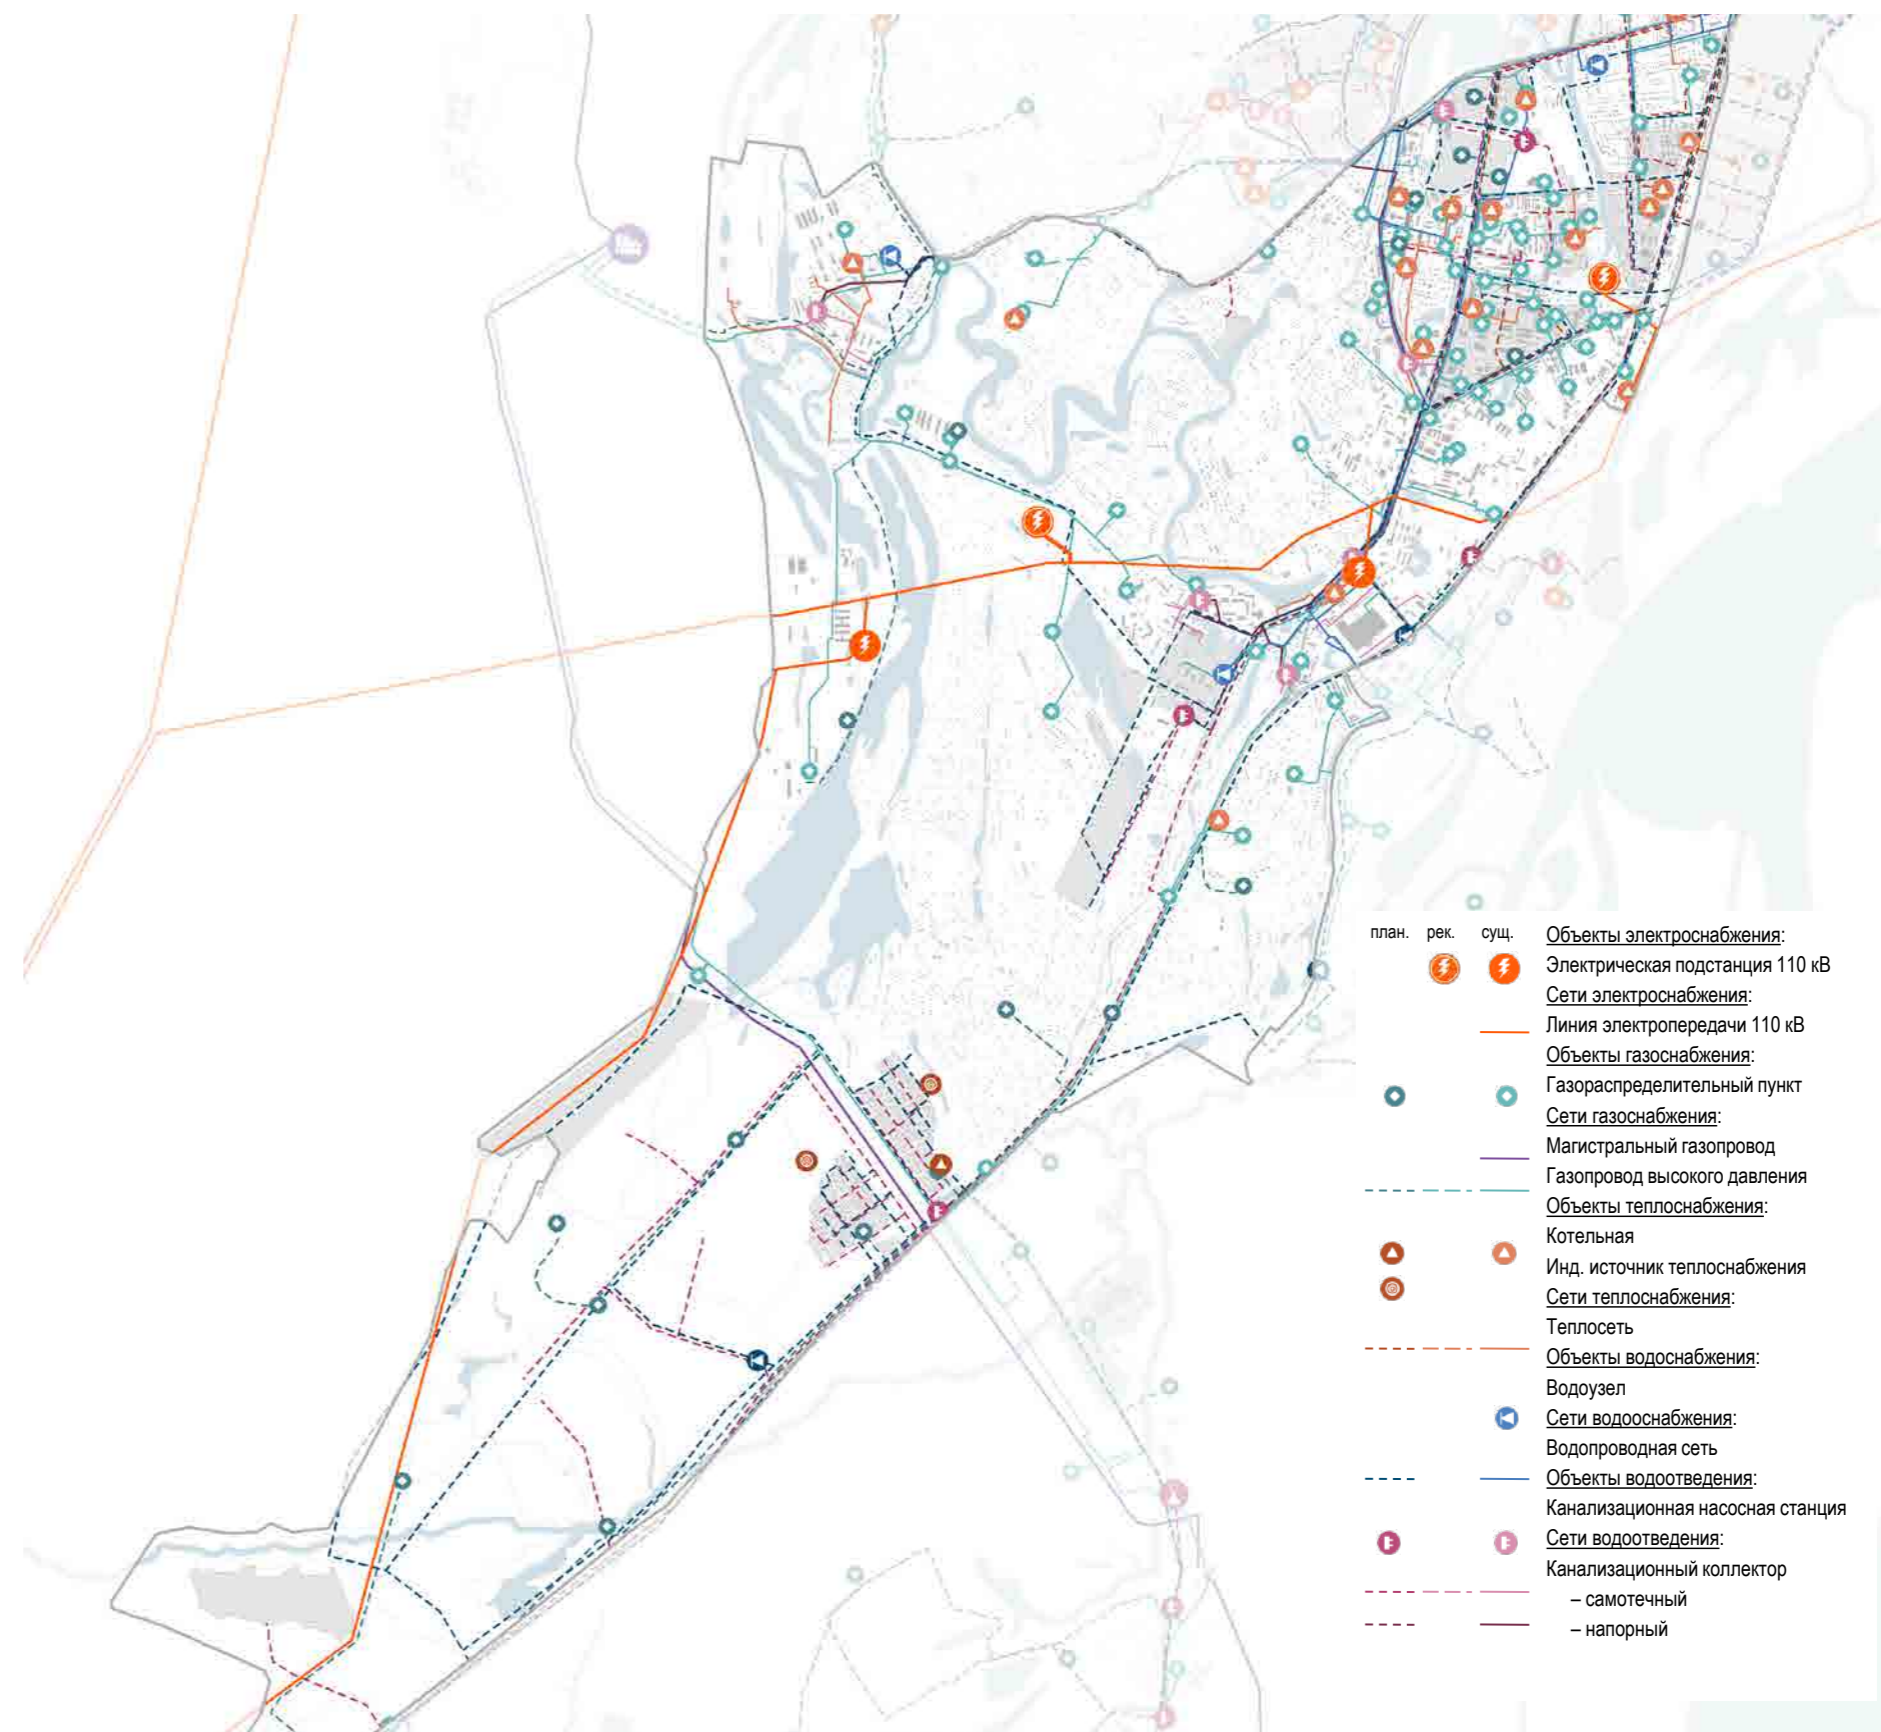 план. рек. сущ.
Объекты электроснабжения:
Электрическая подстанция 110 кВ
Сети электроснабжения:
Линия электропередачи 110 кВ
Объекты газоснабжения:
Газораспределительный пункт
Сети газоснабжения:
Магистральный газопровод
Газопровод высокого давления
Объекты теплоснабжения:
Котельная
Инд. источник теплоснабжения
Сети теплоснабжения:
Теплосеть
Объекты водоснабжения:
Водоузел
Сети водооснабжения:
Водопроводная сеть
Объекты водоотведения:
Канализационная насосная станция
Сети водоотведения:
Канализационный коллектор
– самотечный
– напорный